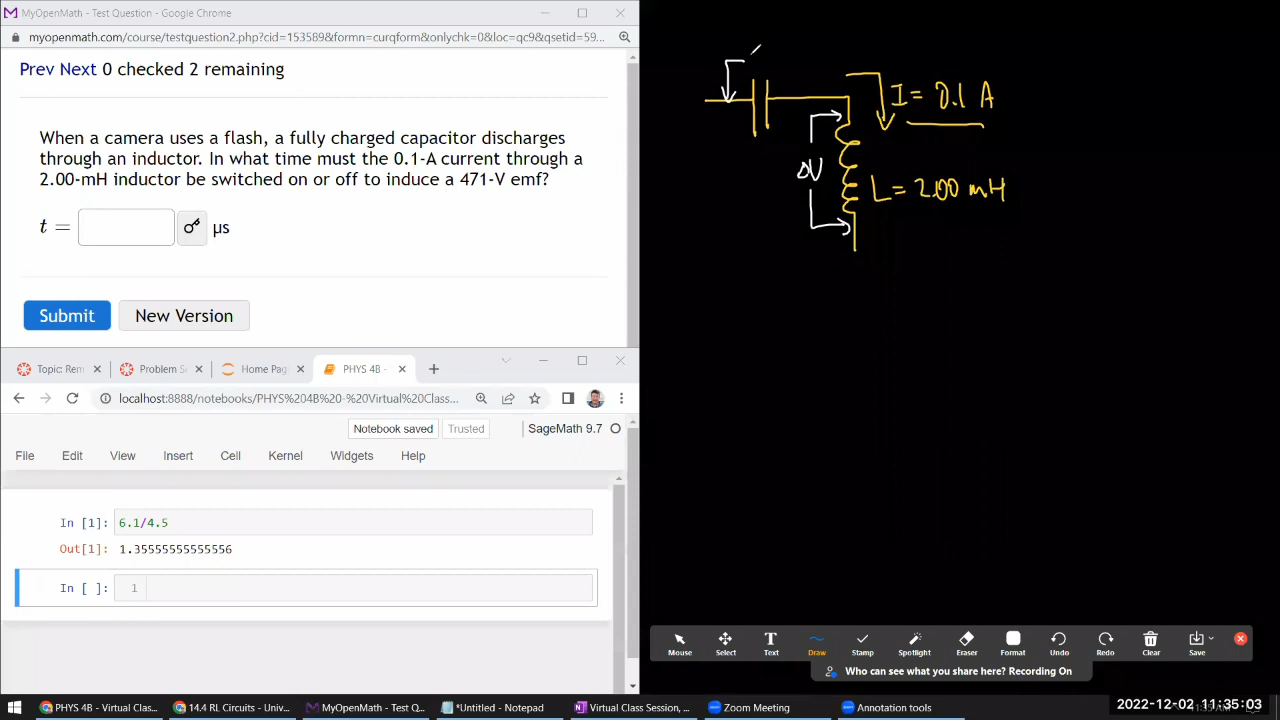 MyOpenMath - Test Question - Google Chrome
myopenmath.com/course/testquestion2.php?cid=153589&formn=curqform&onlychk=0&loc=qc9&qsetid=59...
Prev Next 0 checked 2 remaining
When a camera uses a flash, a fully charged capacitor discharges
through an inductor. In what time must the 0.1-A current through a
2.00-mH inductor be switched on or off to induce a 471-V emf?
t = μs
Submit New Version
Topic: Rem Problem Se Home Page PHYS 4B -
localhost:8888/notebooks/PHYS%204B%20-%20Virtual%20Class...
Notebook saved Trusted SageMath 9.7
File Edit View Insert Cell Kernel Widgets Help
In [1]: 6.1/4.5
Out[1]: 1.35555555555556
In [ ]: 1
I = 0.1 A
ΔV
L = 2.00 mH
Mouse Select Text Draw Stamp Spotlight Eraser Format Undo Redo Clear Save
Who can see what you share here? Recording On
PHYS 4B - Virtual Clas... 14.4 RL Circuits - Univ... MyOpenMath - Test Q... *Untitled - Notepad Virtual Class Session, ... Zoom Meeting Annotation tools
2022-12-02 11:35:03